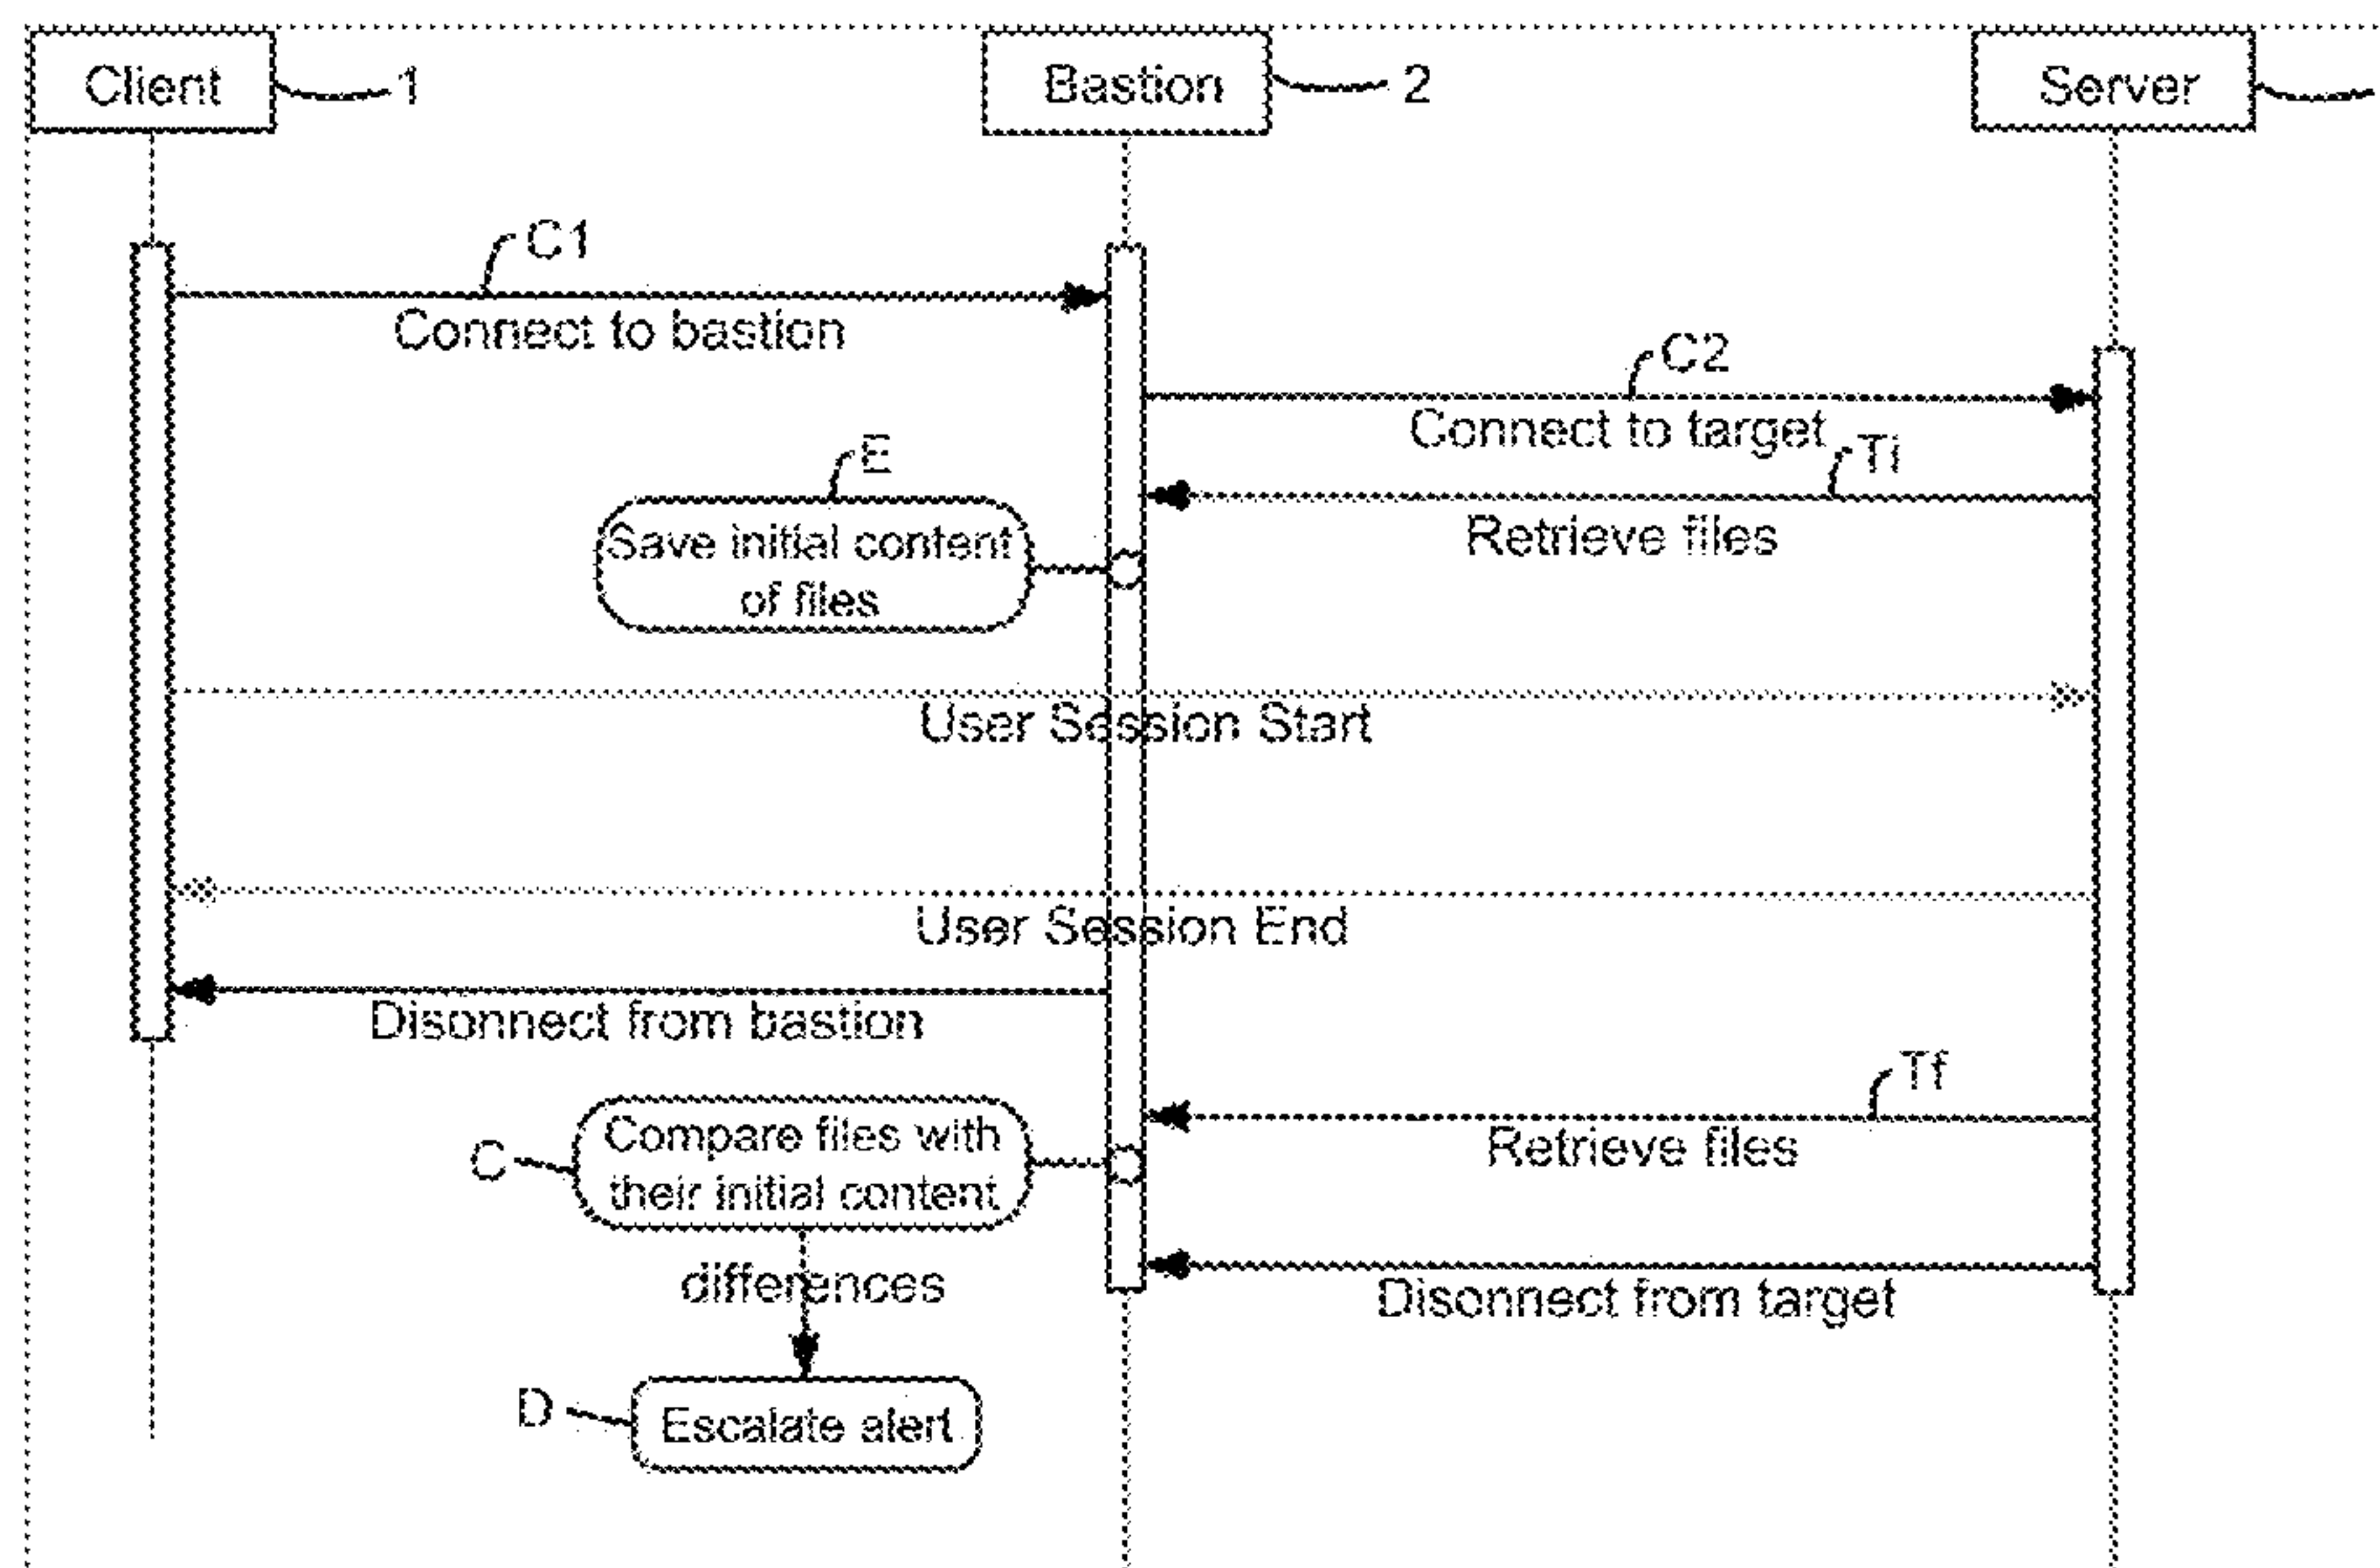 Client
1
Bastion
2
Server
C1
Connect to bastion
C2
Connect to target
Ti
E
Save initial content
of files
Retrieve files
User Session Start
User Session End
Disonnect from bastion
Tf
C
Compare files with
their initial content
Retrieve files
differences
Disonnect from target
D
Escalate alert